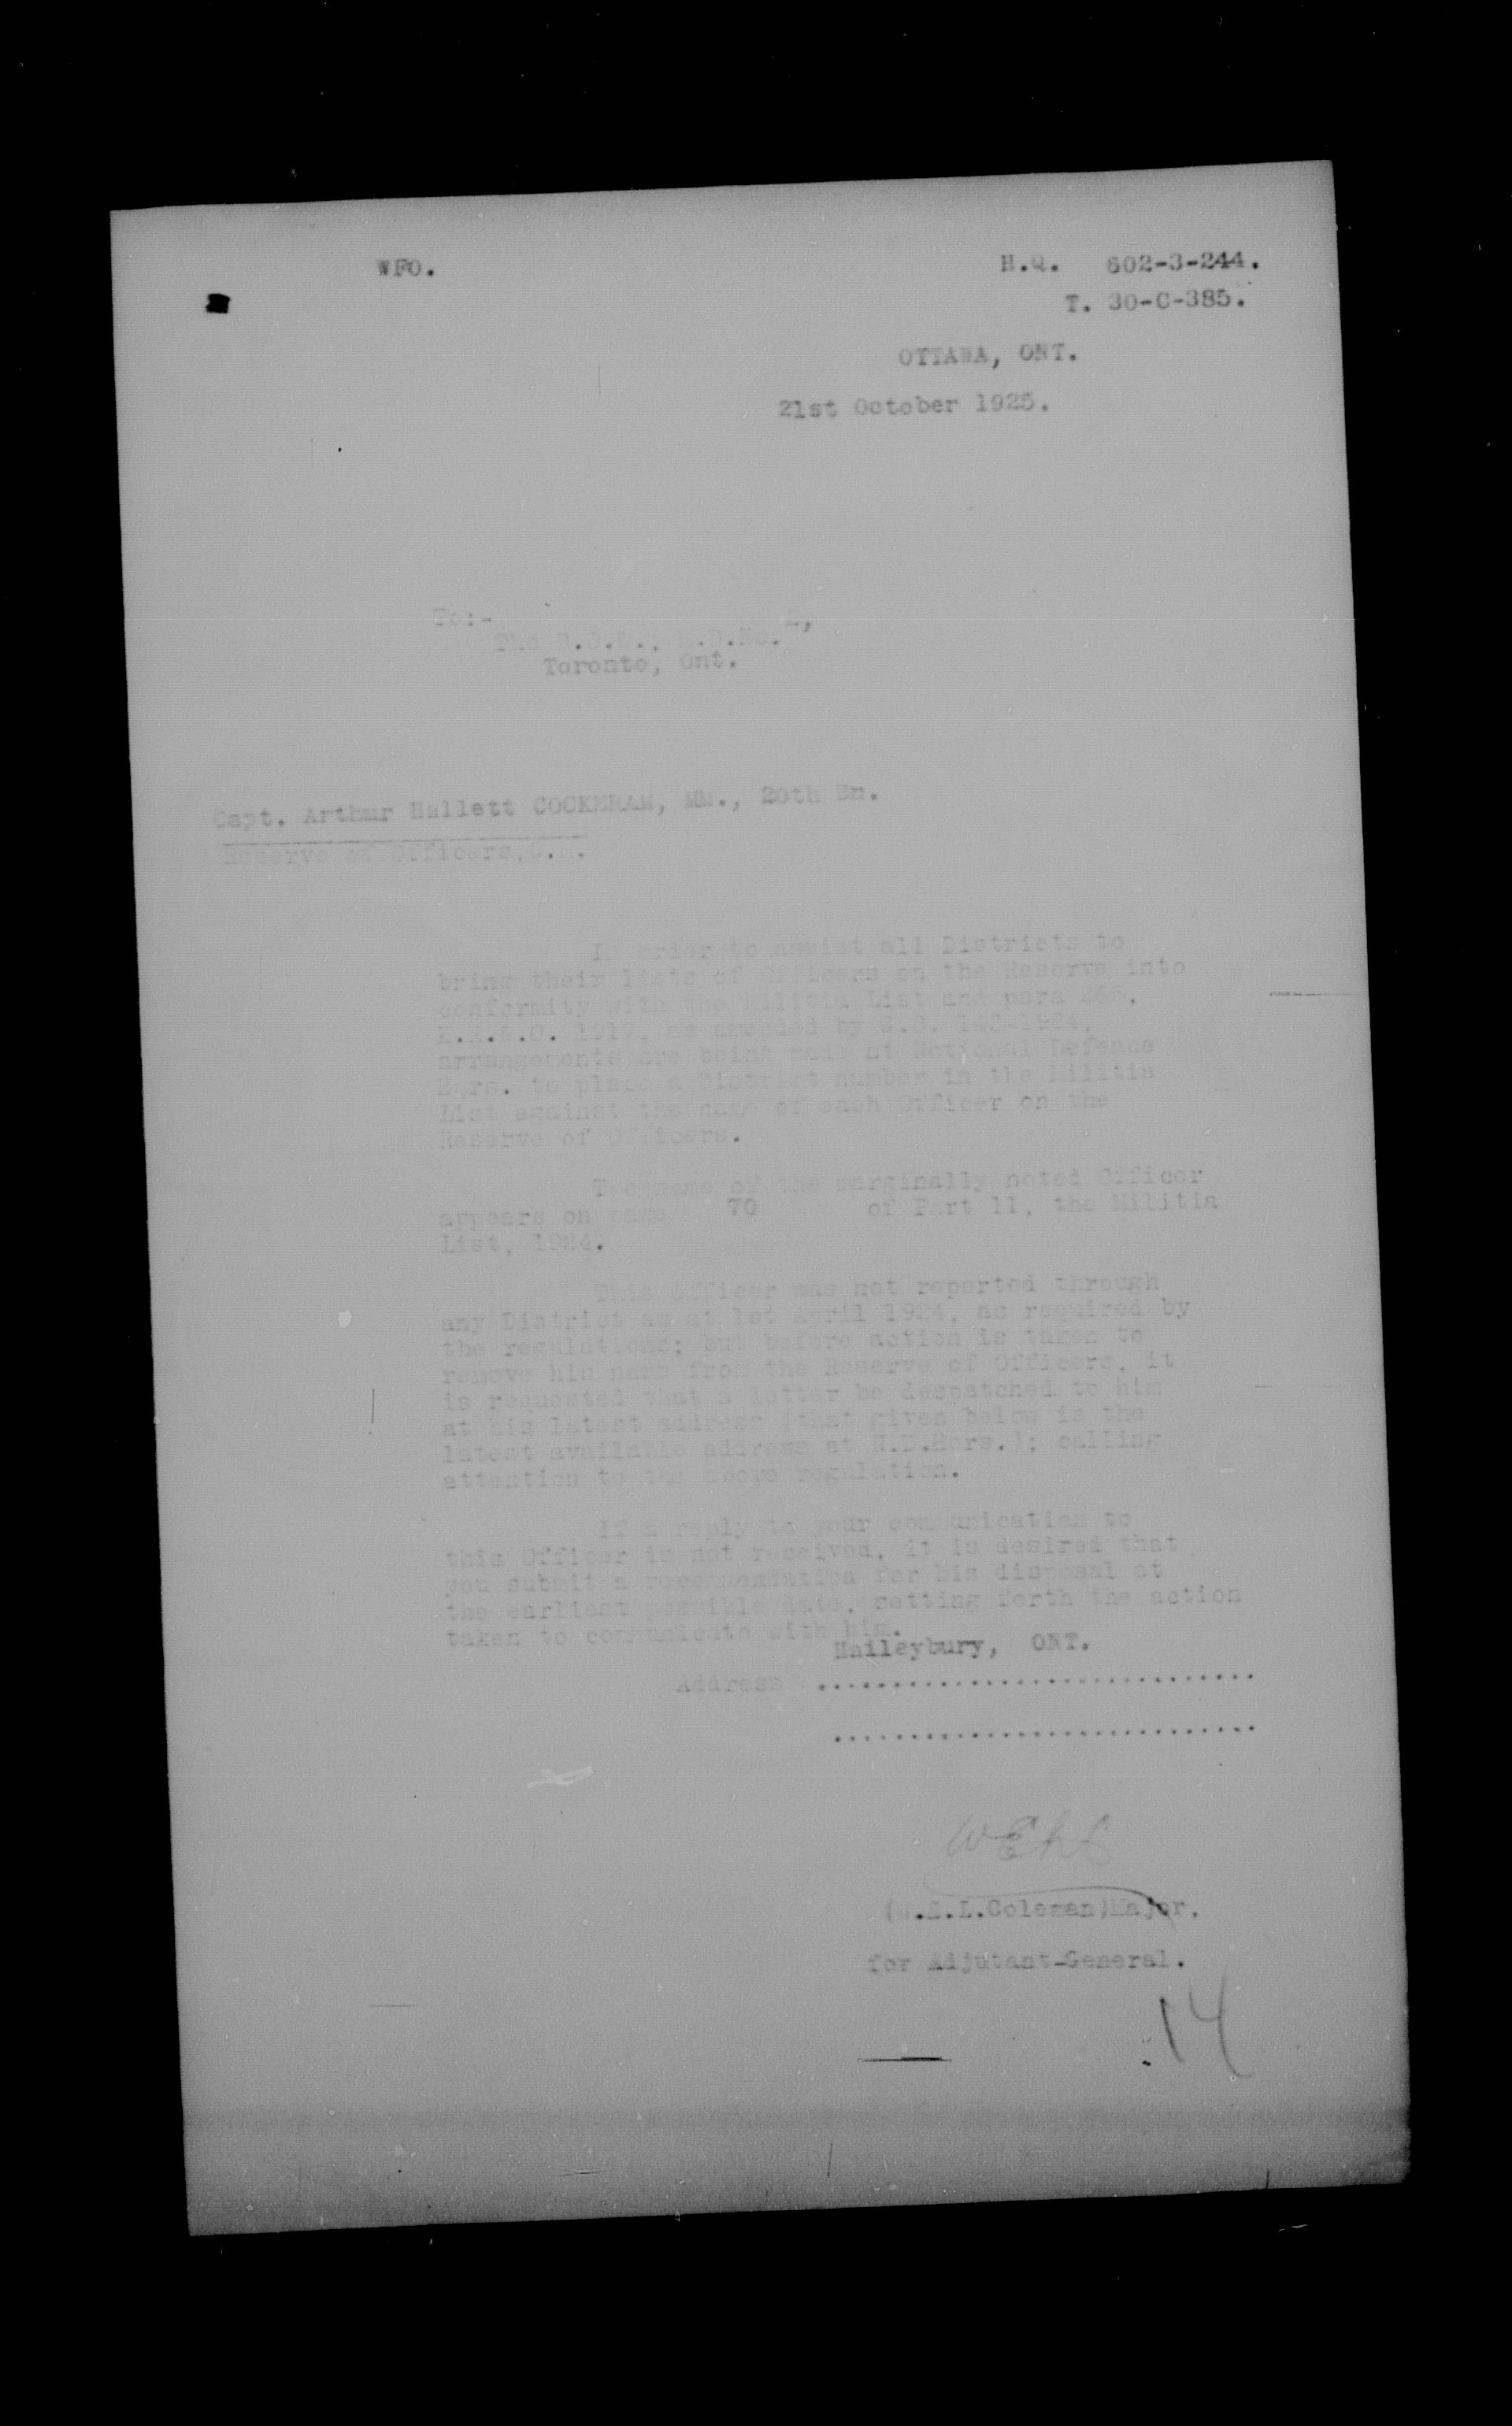 WFO.
H.Q. 602-3-244.
T. 30-C-385.
OTTAWA, ONT.
21st October 1925.
To:-
The D.O.C., M.D.No. 2,
Toronto, Ont.
Capt. Arthur Hallett COCKERAM, MM., 20th Bn.
Reserve of Officers,
In order to assist all Districts to
bring their lists of Officers on the Reserve into
conformity with the Militia List and para
1917, as amended by G.O.
arrangements are being made at National Defence
Hqrs. to place a District number in the Militia
List against the name of each Officer on the
Reserve of Officers.
The name of the marginally noted Officer
appears on page 70 of Part 11, the Militia
List, 1924.
This officer was not reported through
any District as at 1st April 1924, as required by
the regulations; but before action is taken to
remove his name from the Reserve of Officers, it
is requested that a letter be despatched to him
at his latest address (that given below is the
latest available address at N.D.Hqrs.); calling
attention to the above regulation.
If a reply to your communication to
this Officer is not received, it is desired that
you submit a recommendation for his disposal at
the earliest possible date, setting forth the action
taken to communicate with him.
Haileybury, ONT.
Address ..............................
.............................
WELC
(W.E.L.Coleman)Major,
for Adjutant-General.
14